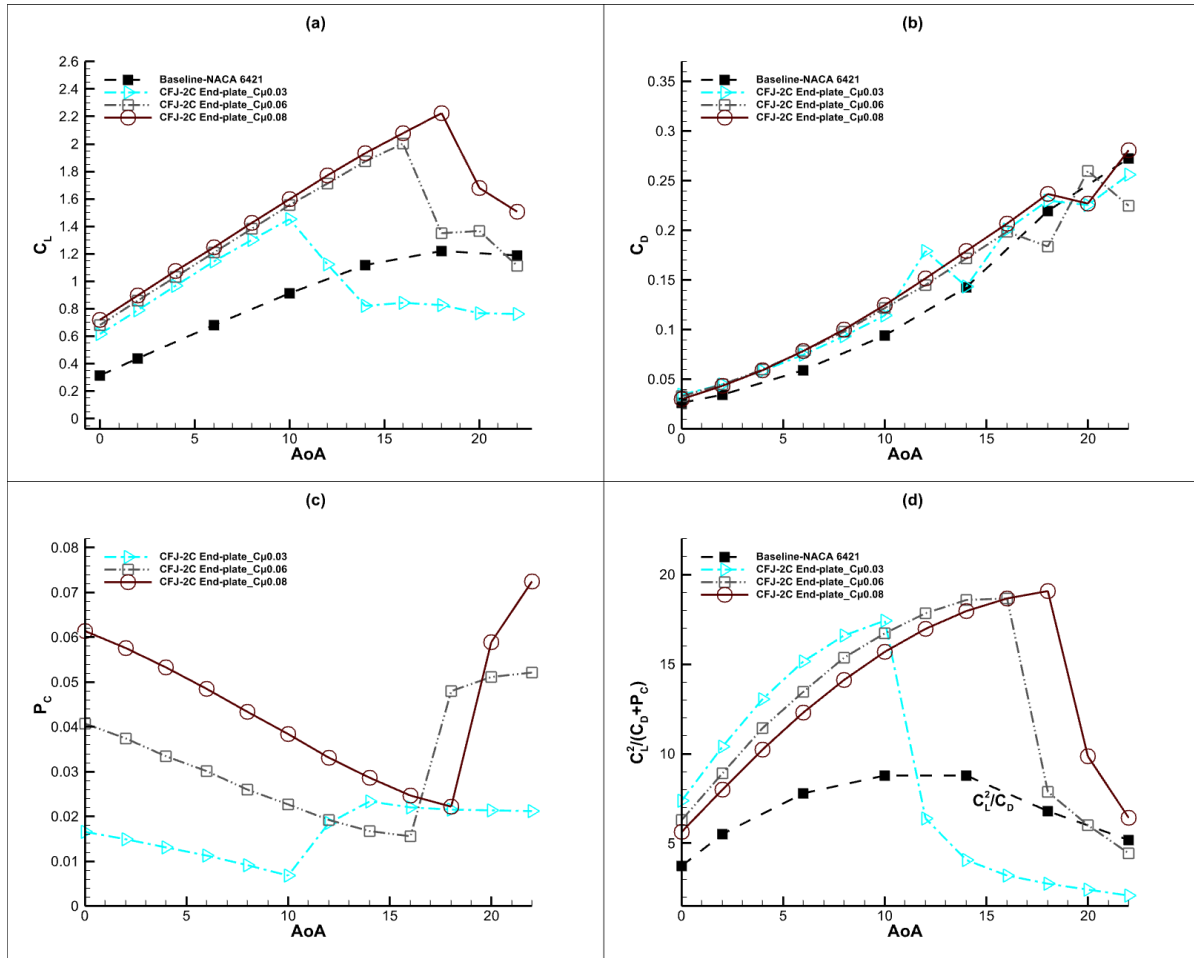 (a)
2.6
2.4
2.2
2
1.8
1.6
1.4
1.2
1
0.8
0.6
0.4
0.2
0
C_L
Baseline-NACA 6421
CFJ-2C End-plate_Cμ0.03
CFJ-2C End-plate_Cμ0.06
CFJ-2C End-plate_Cμ0.08
0 5 10 15 20
AoA
(b)
0.35
0.3
0.25
0.2
0.15
0.1
0.05
0
C_D
Baseline-NACA 6421
CFJ-2C End-plate_Cμ0.03
CFJ-2C End-plate_Cμ0.06
CFJ-2C End-plate_Cμ0.08
0 5 10 15 20
AoA
(c)
0.08
0.07
0.06
0.05
0.04
0.03
0.02
0.01
0
P_C
CFJ-2C End-plate_Cμ0.03
CFJ-2C End-plate_Cμ0.06
CFJ-2C End-plate_Cμ0.08
0 5 10 15 20
AoA
(d)
20
15
10
5
C_L^2/(C_D+P_C)
Baseline-NACA 6421
CFJ-2C End-plate_Cμ0.03
CFJ-2C End-plate_Cμ0.06
CFJ-2C End-plate_Cμ0.08
C_L^2/C_D
0 5 10 15 20
AoA